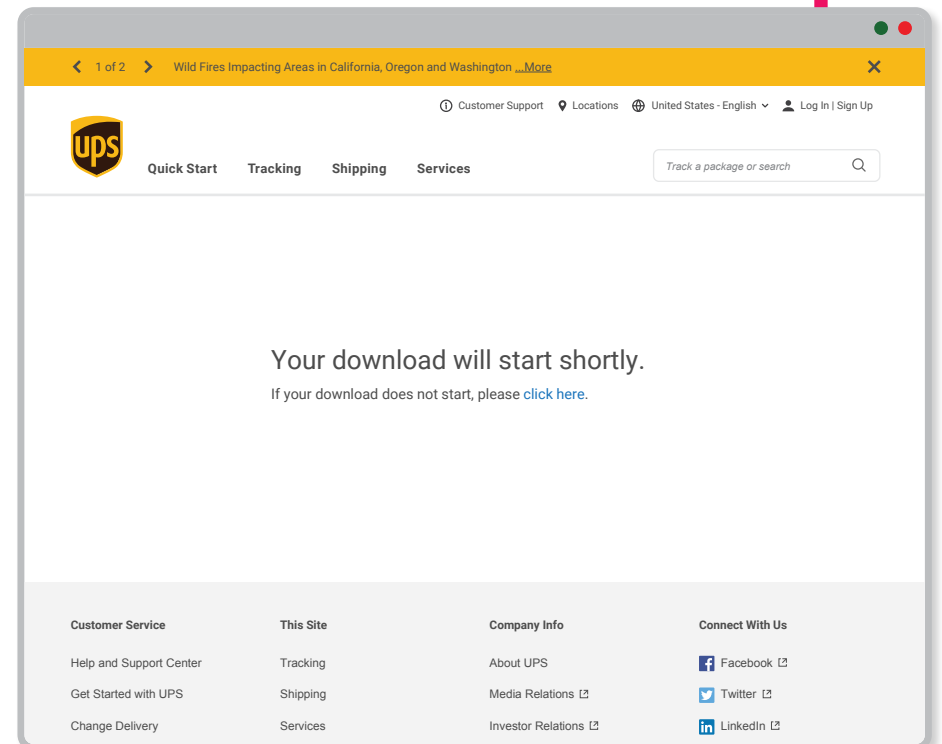 1 of 2 Wild Fires Impacting Areas in California, Oregon and Washington ...More
Customer Support Locations United States - English Log In | Sign Up
ups
Quick Start Tracking Shipping Services Track a package or search
Your download will start shortly.
If your download does not start, please click here.
Customer Service This Site Company Info Connect With Us
Help and Support Center Tracking About UPS Facebook
Get Started with UPS Shipping Media Relations Twitter
Change Delivery Services Investor Relations LinkedIn